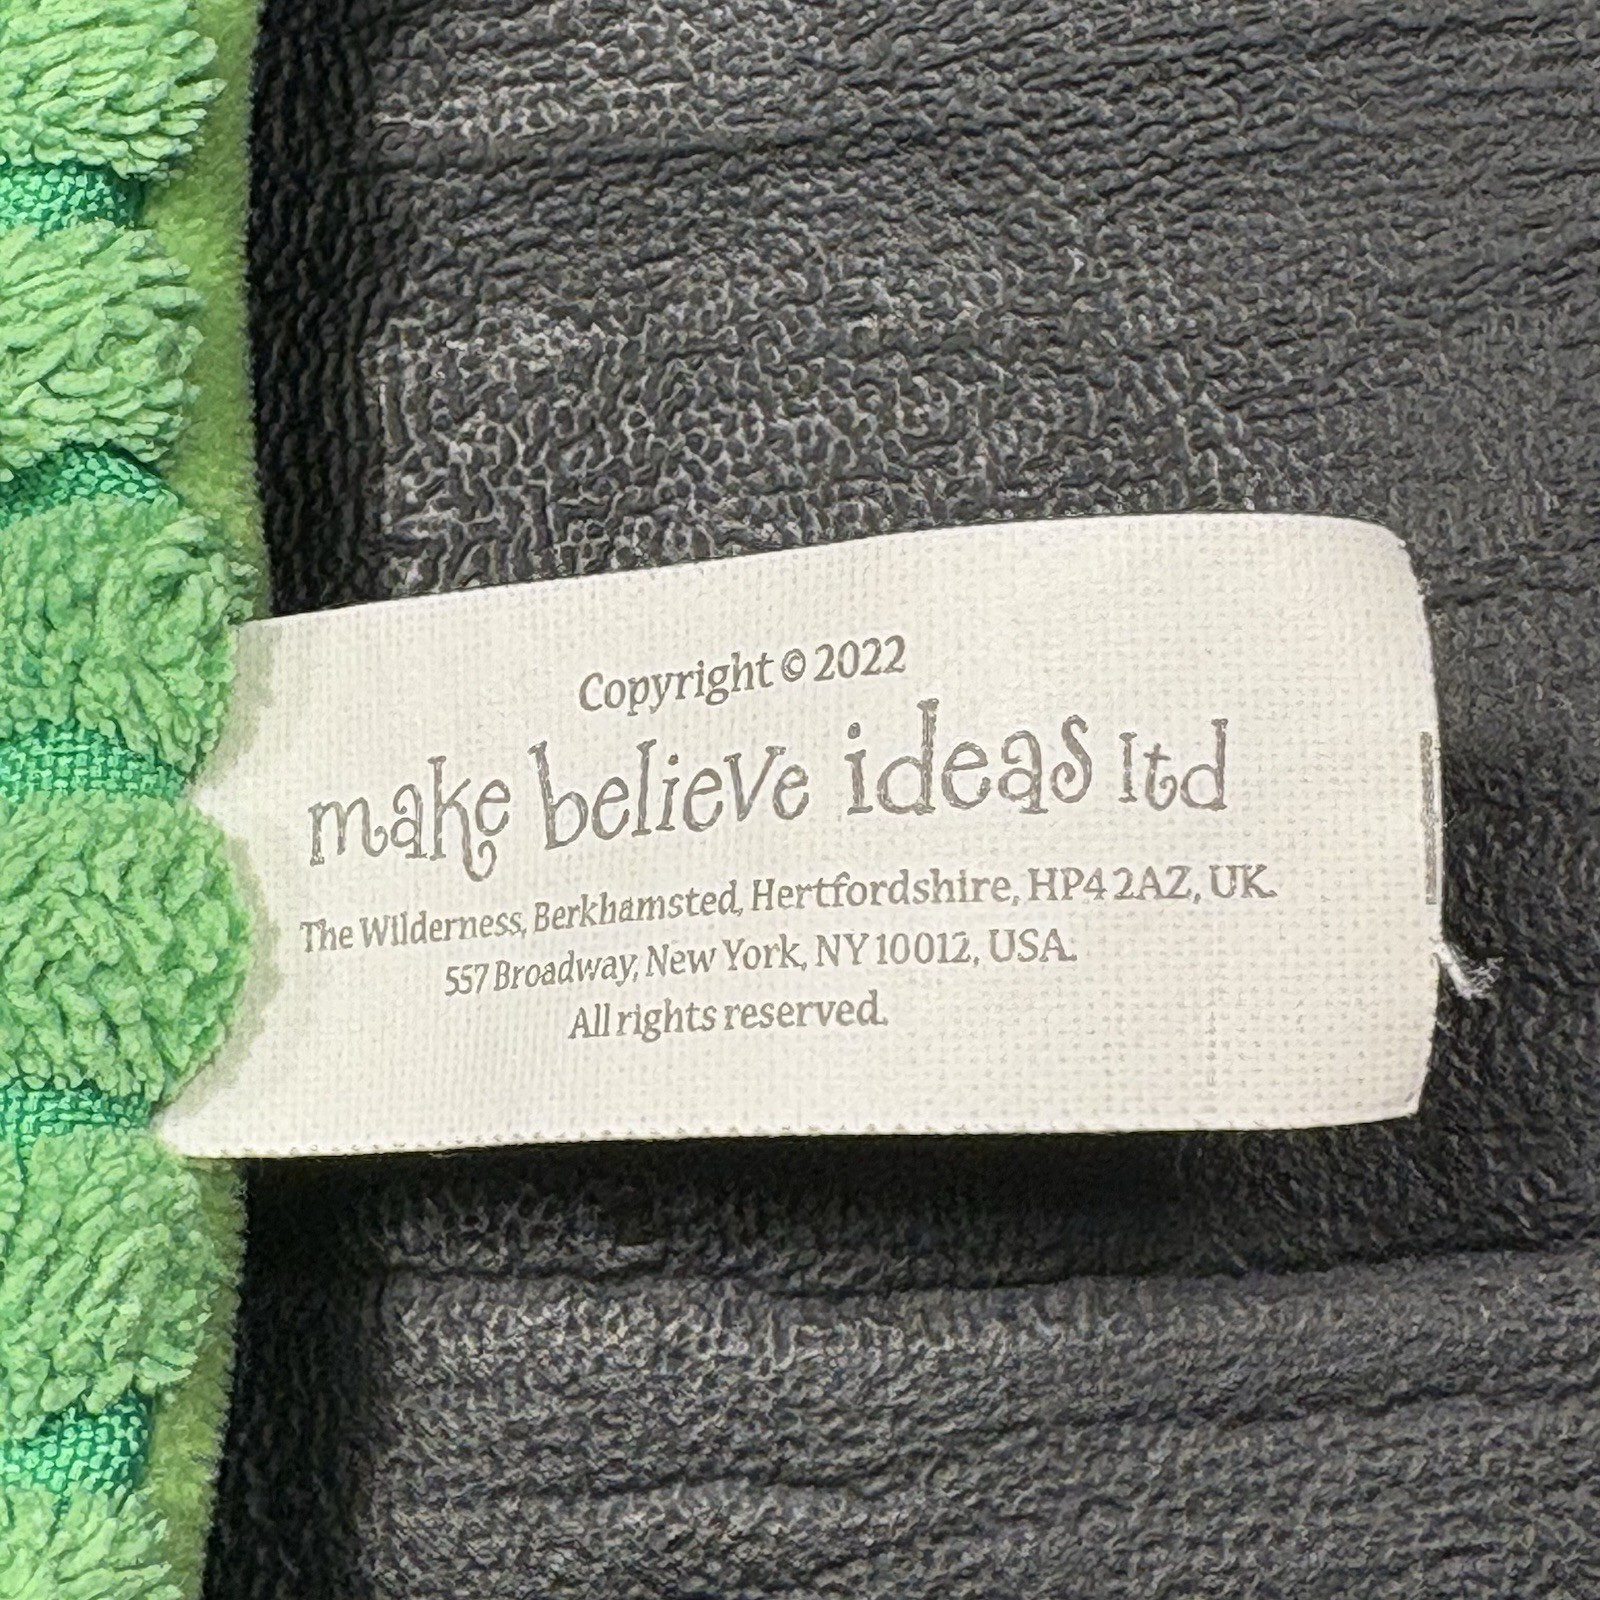 Copyright © 2022
make believe ideas ltd
The Wilderness, Berkhamsted, Hertfordshire, HP4 2AZ, UK.
557 Broadway, New York, NY 10012, USA.
All rights reserved.